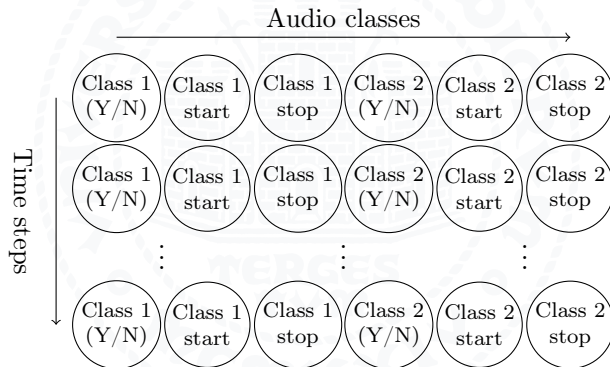 Audio classes
Time steps
Class 1 (Y/N)
Class 1 start
Class 1 stop
Class 2 (Y/N)
Class 2 start
Class 2 stop
Class 1 (Y/N)
Class 1 start
Class 1 stop
Class 2 (Y/N)
Class 2 start
Class 2 stop
TERGES
Class 1 (Y/N)
Class 1 start
Class 1 stop
Class 2 (Y/N)
Class 2 start
Class 2 stop